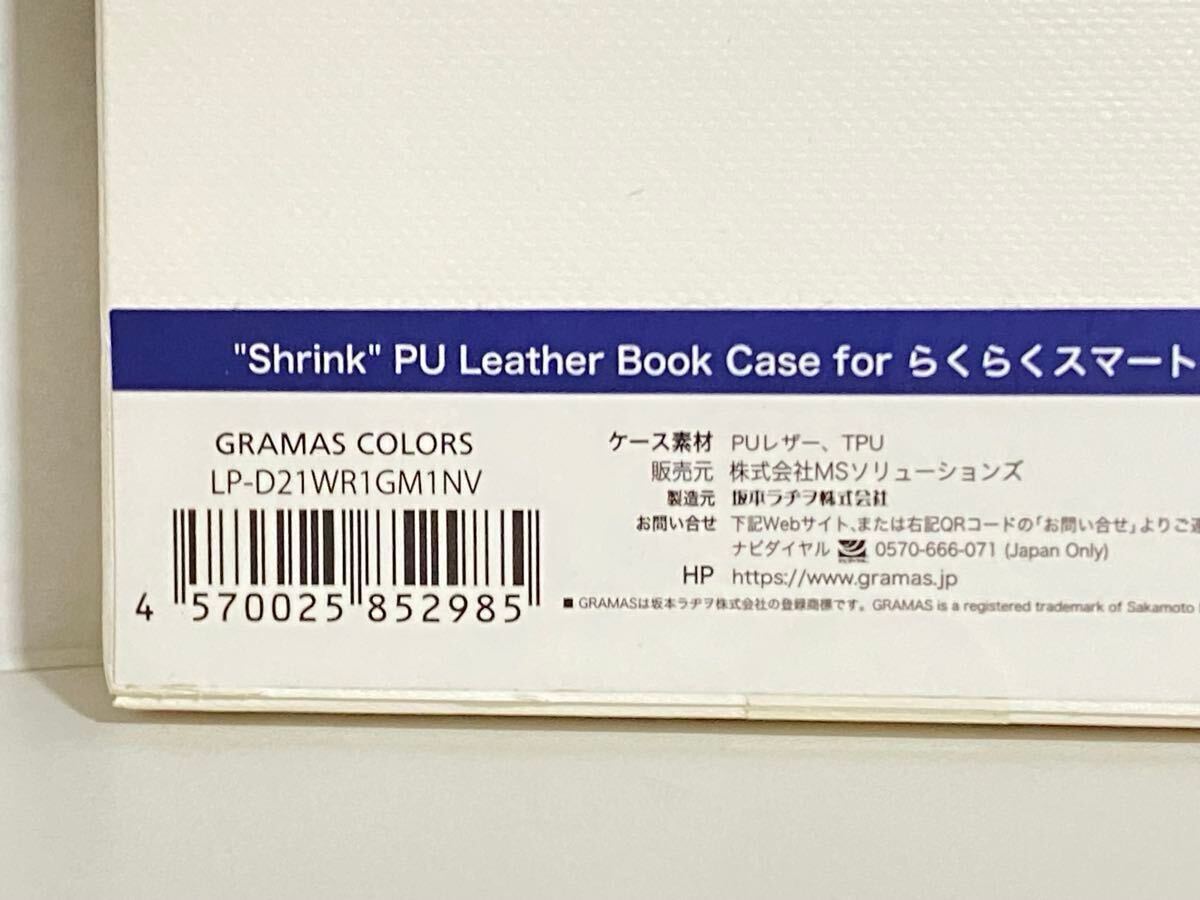 "Shrink" PU Leather Book Case for らくらくスマート
GRAMAS COLORS
LP-D21WR1GM1NV
4 570025 852985
ケース素材 PUレザー、TPU
販売元 株式会社MSソリューションズ
製造元 坂本ラヂヲ株式会社
お問い合せ 下記Webサイト、または右記QRコードの「お問い合せ」よりご連
ナビダイヤル 0570-666-071 (Japan Only)
HP https://www.gramas.jp
■ GRAMASは坂本ラヂヲ株式会社の登録商標です。GRAMAS is a registered trademark of Sakamoto